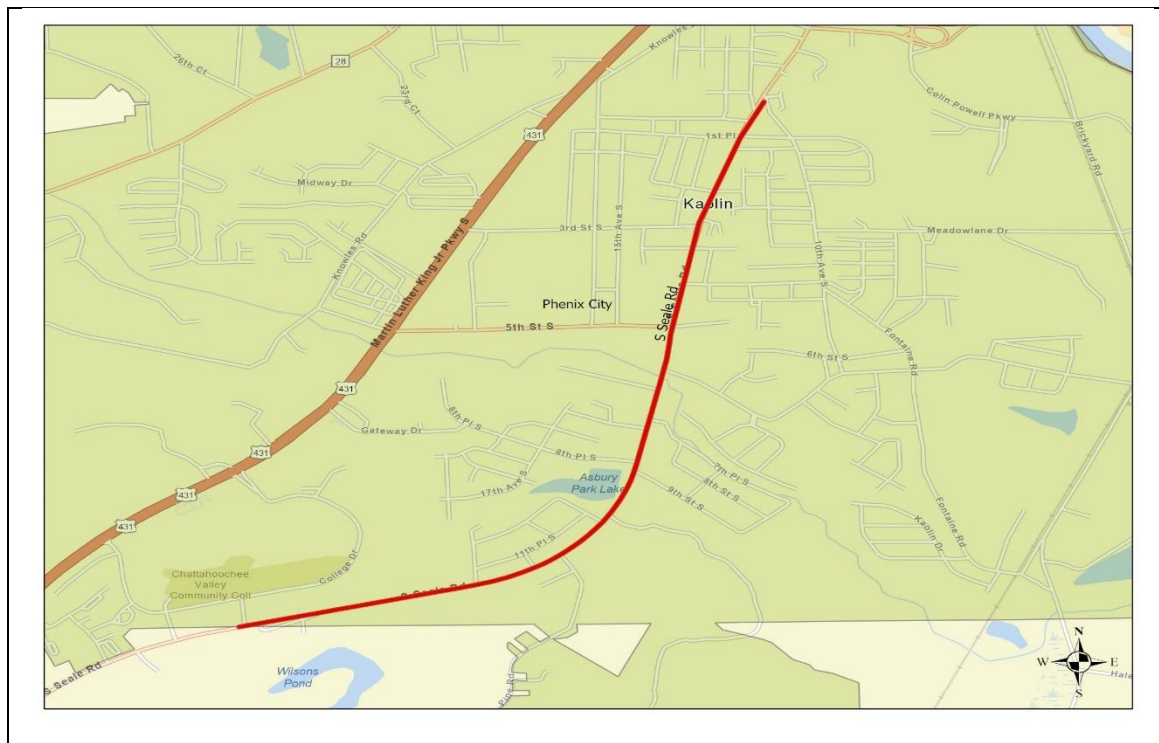 Knowles Rd
26th Ct
28
23rd Ct
Colin Powell Pkwy
431
1st Pl
Brickyard Rd
Midway Dr
Kaolin
15th Ave S
3rd St S
Meadowlane Dr
Knowles Rd
Martin Luther King Jr Pkwy S
10th Ave S
Phenix City
S Seale Rd
5th St S
Fontaine Rd
6th St S
431
8th Pl S
Gateway Dr
431
8th Pl S
7th Pl S
17th Ave S
Asbury
Park Lake
8th St S
9th St S
431
431
Fontaine Rd
11th Pl S
Kaolin Dr
College Dr
Chattahoochee
Valley
Community Coll
S Seale Rd
N
W
E
S
S Seale Rd
Wilsons
Pond
Pine Rd
Hale